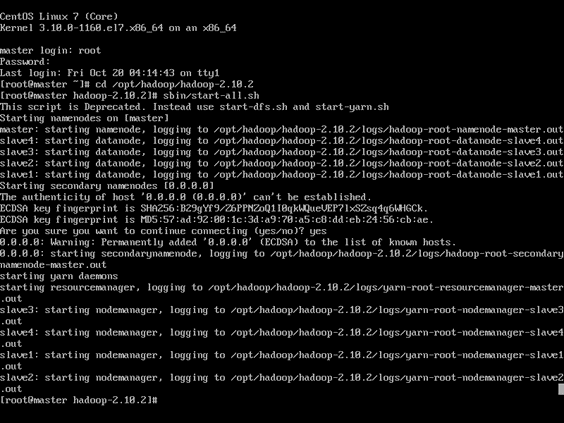 CentOS Linux 7 (Core)
Kernel 3.10.0-1160.el7.x86_64 on an x86_64
master login: root
Password:
Last login: Fri Oct 20 04:14:43 on tty1
[root@master ~]# cd /opt/hadoop/hadoop-2.10.2
[root@master hadoop-2.10.2]# sbin/start-all.sh
This script is Deprecated. Instead use start-dfs.sh and start-yarn.sh
Starting namenodes on [master]
master: starting namenode, logging to /opt/hadoop/hadoop-2.10.2/logs/hadoop-root-namenode-master.out
slave4: starting datanode, logging to /opt/hadoop/hadoop-2.10.2/logs/hadoop-root-datanode-slave4.out
slave3: starting datanode, logging to /opt/hadoop/hadoop-2.10.2/logs/hadoop-root-datanode-slave3.out
slave2: starting datanode, logging to /opt/hadoop/hadoop-2.10.2/logs/hadoop-root-datanode-slave2.out
slave1: starting datanode, logging to /opt/hadoop/hadoop-2.10.2/logs/hadoop-root-datanode-slave1.out
Starting secondary namenodes [0.0.0.0]
The authenticity of host '0.0.0.0 (0.0.0.0)' can't be established.
ECDSA key fingerprint is
ECDSA key fingerprint is MD5:57:ad:92:00:1c:3d:a9:70:a5:c8:dd:eb:24:56:cb:ae.
Are you sure you want to continue connecting (yes/no)? yes
0.0.0.0: Warning: Permanently added '0.0.0.0' (ECDSA) to the list of known hosts.
0.0.0.0: starting secondarynamenode, logging to /opt/hadoop/hadoop-2.10.2/logs/hadoop-root-secondary
namenode-master.out
starting yarn daemons
starting resourcemanager, logging to /opt/hadoop/hadoop-2.10.2/logs/yarn-root-resourcemanager-master
.out
slave3: starting nodemanager, logging to /opt/hadoop/hadoop-2.10.2/logs/yarn-root-nodemanager-slave3
.out
slave4: starting nodemanager, logging to /opt/hadoop/hadoop-2.10.2/logs/yarn-root-nodemanager-slave4
.out
slave1: starting nodemanager, logging to /opt/hadoop/hadoop-2.10.2/logs/yarn-root-nodemanager-slave1
.out
slave2: starting nodemanager, logging to /opt/hadoop/hadoop-2.10.2/logs/yarn-root-nodemanager-slave2
.out
[root@master hadoop-2.10.2]#